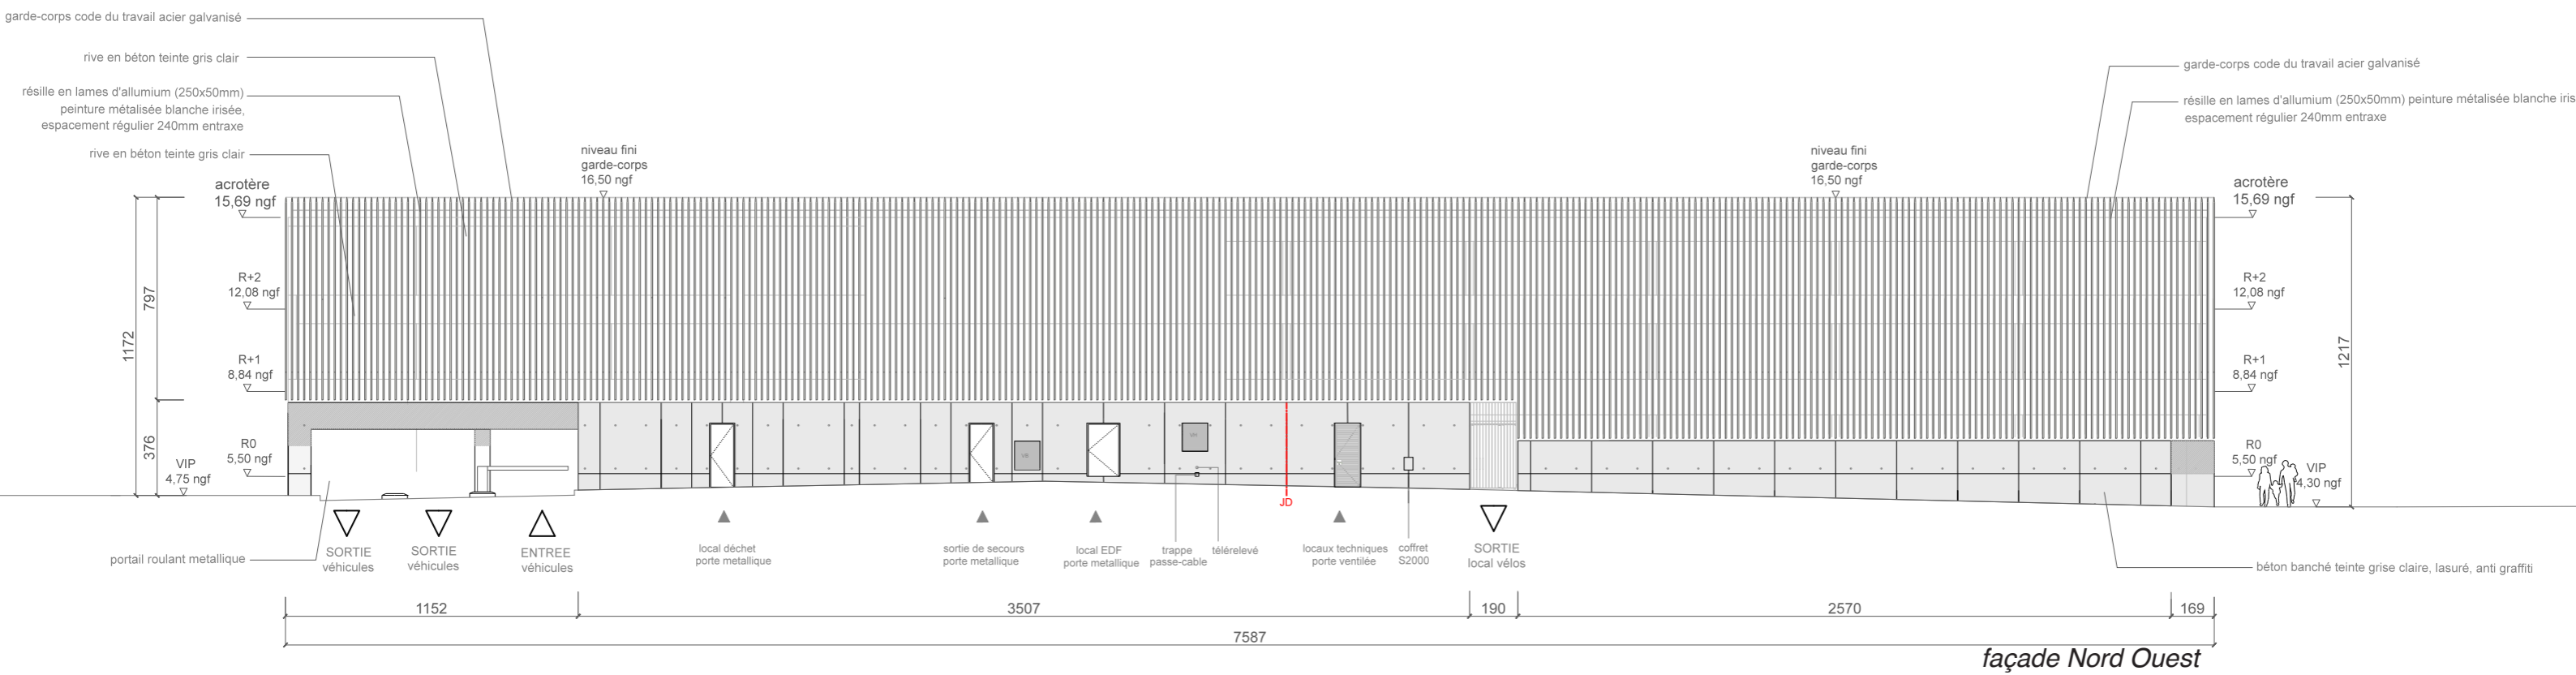 garde-corps code du travail acier galvanisé
rive en béton teinte gris clair
résille en lames d'allumium (250x50mm)
peinture métalisée blanche irisée,
espacement régulier 240mm entraxe
rive en béton teinte gris clair
garde-corps code du travail acier galvanisé
résille en lames d'allumium (250x50mm) peinture métalisée blanche iris
espacement régulier 240mm entraxe
niveau fini
garde-corps
16,50 ngf
niveau fini
garde-corps
16,50 ngf
acrotère
15,69 ngf
R+2
12,08 ngf
R+1
8,84 ngf
R0
5,50 ngf
VIP
4,75 ngf
1172
797
376
acrotère
15,69 ngf
R+2
12,08 ngf
R+1
8,84 ngf
R0
5,50 ngf
VIP
4,30 ngf
1217
JD
portail roulant metallique
SORTIE
véhicules
SORTIE
véhicules
ENTREE
véhicules
local déchet
porte metallique
sortie de secours
porte metallique
local EDF
porte metallique
trappe
passe-cable
télérelevé
locaux techniques
porte ventilée
coffret
S2000
SORTIE
local vélos
béton banché teinte grise claire, lasuré, anti graffiti
1152
3507
190
2570
169
7587
façade Nord Ouest